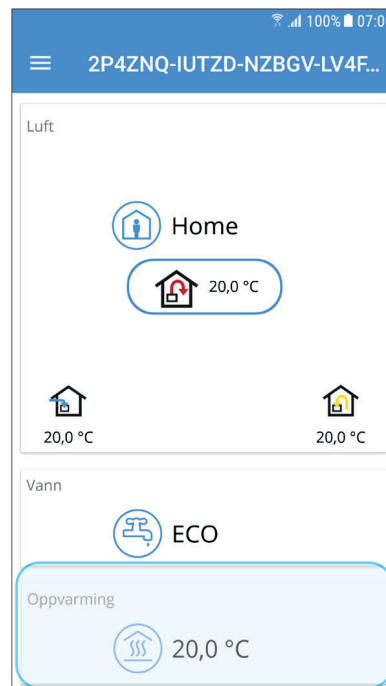 100% 07:0
2P4ZNQ-IUTZD-NZBGV-LV4F...
Luft
Home
20,0 °C
20,0 °C 20,0 °C
Vann
ECO
Oppvarming
20,0 °C